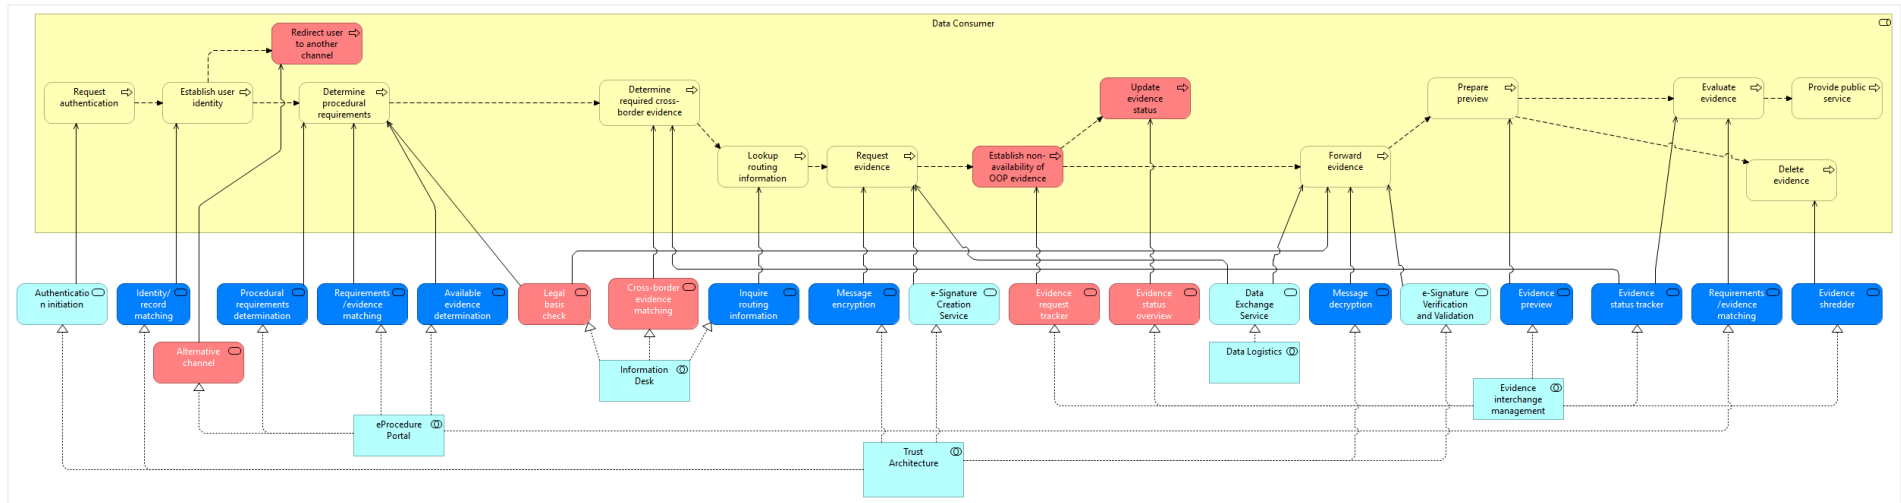 Data Consumer
Redirect user
to another
channel
Request
authentication
Establish user
identity
Determine
procedural
requirements
Determine
required cross-
border evidence
Update
evidence
status
Prepare
preview
Evaluate
evidence
Provide public
service
Lookup
routing
information
Request
evidence
Establish non-
availability of
OOP evidence
Forward
evidence
Delete
evidence
Authenticatio
n initiation
Identity/
record
matching
Procedural
requirements
determination
Requirements
/evidence
matching
Available
evidence
determination
Legal
basis
check
Cross-border
evidence
matching
Inquire
routing
information
Message
encryption
e-Signature
Creation
Service
Evidence
request
tracker
Evidence
status
overview
Data
Exchange
Service
Message
decryption
e-Signature
Verification
and Validation
Evidence
preview
Evidence
status tracker
Requirements
/evidence
matching
Evidence
shredder
Alternative
channel
Information
Desk
Data Logistics
Evidence
interchange
management
eProcedure
Portal
Trust
Architecture